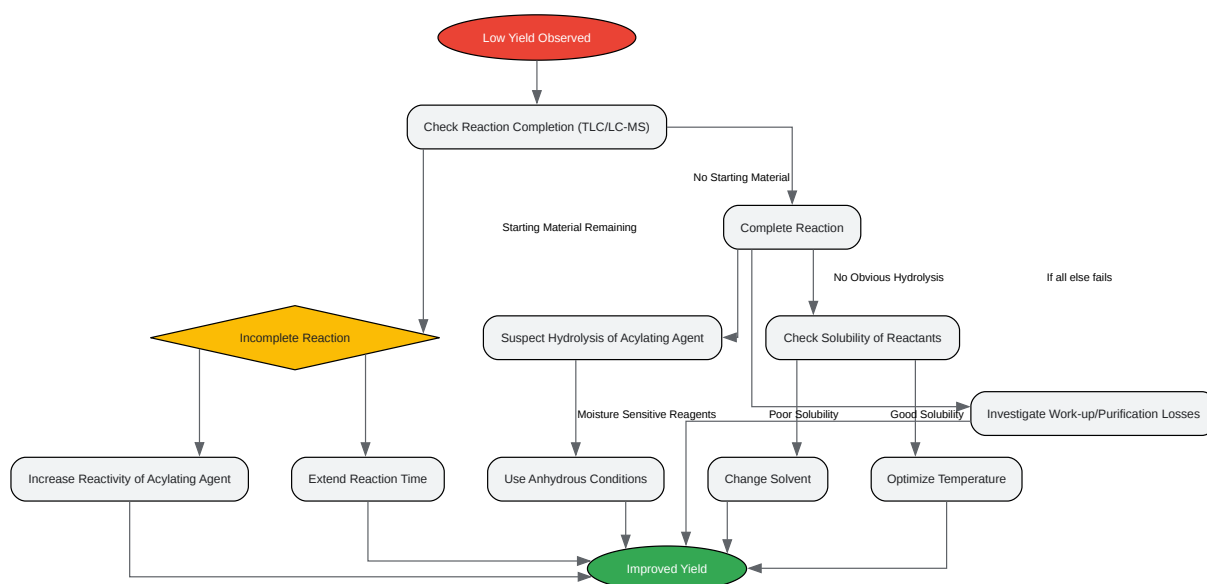 Low Yield Observed
Check Reaction Completion (TLC/LC-MS)
No Starting Material
Starting Material Remaining
Complete Reaction
No Obvious Hydrolysis
If all else fails
Incomplete Reaction
Suspect Hydrolysis of Acylating Agent
Check Solubility of Reactants
Moisture Sensitive Reagents
Poor Solubility
Good Solubility
Investigate Work-up/Purification Losses
Increase Reactivity of Acylating Agent
Extend Reaction Time
Use Anhydrous Conditions
Change Solvent
Optimize Temperature
Improved Yield